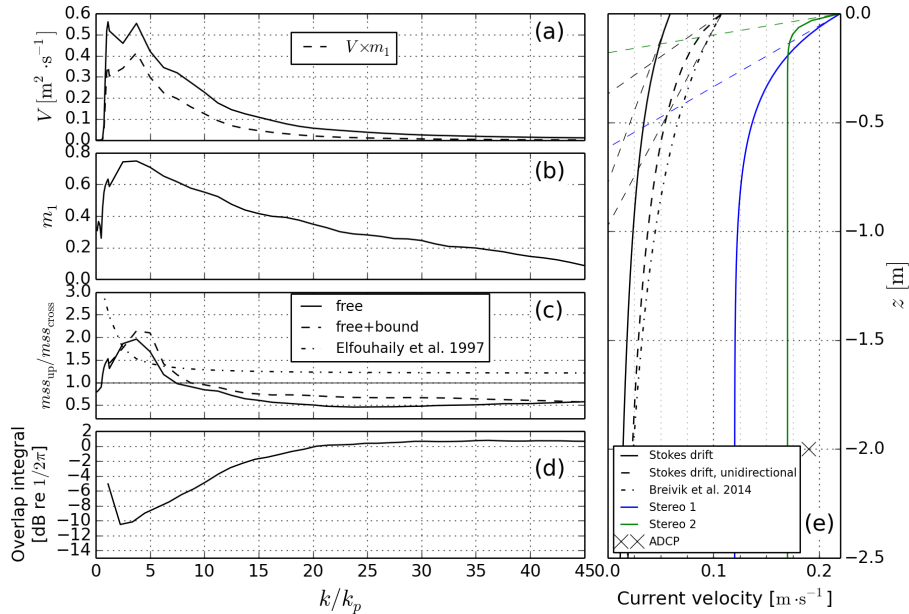 0.6
0.5
0.4
0.3
0.2
0.1
0.0
V [m² · s⁻¹]
V×m₁
(a)
0.8
0.6
0.4
0.2
0.0
m₁
(b)
3.0
2.5
2.0
1.5
1.0
0.5
mss_up/mss_cross
free
free+bound
Elfouhaily et al. 1997
(c)
2
0
−2
−4
−6
−8
−10
−12
−14
Overlap integral
[dB re 1/2π]
(d)
0 5 10 15 20 25 30 35 40 45
k/k_p
0.0
−0.5
−1.0
−1.5
−2.0
−2.5
z [m]
Stokes drift
Stokes drift, unidirectional
Breivik et al. 2014
Stereo 1
Stereo 2
ADCP
(e)
0.0 0.1 0.2
Current velocity [m·s⁻¹]